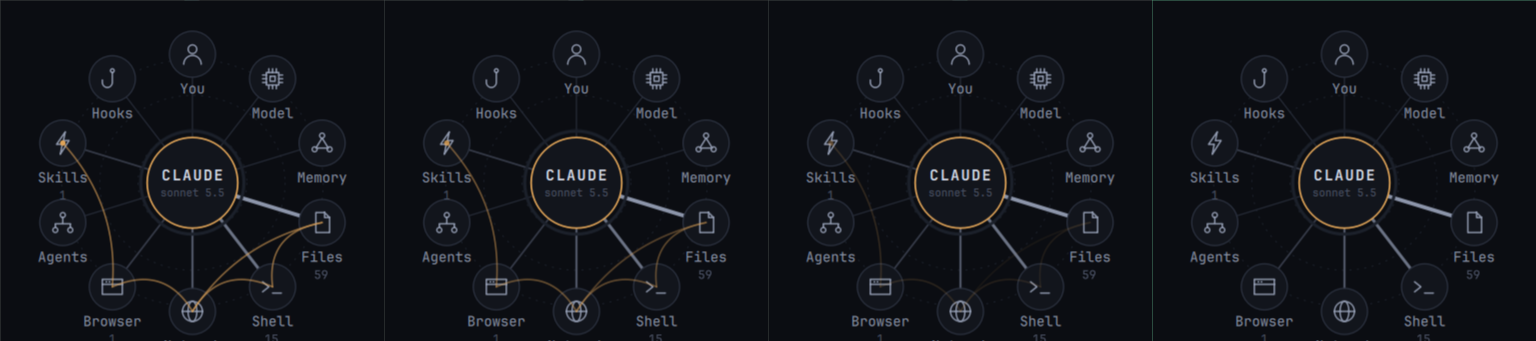 You
Hooks
Model
CLAUDE
sonnet 5.5
Skills
1
Memory
Agents
Files
59
Browser
1
Shell
15
You
Hooks
Model
CLAUDE
sonnet 5.5
Skills
1
Memory
Agents
Files
59
Browser
1
Shell
15
You
Hooks
Model
CLAUDE
sonnet 5.5
Skills
1
Memory
Agents
Files
59
Browser
1
Shell
15
You
Hooks
Model
CLAUDE
sonnet 5.5
Skills
1
Memory
Agents
Files
59
Browser
1
Shell
15